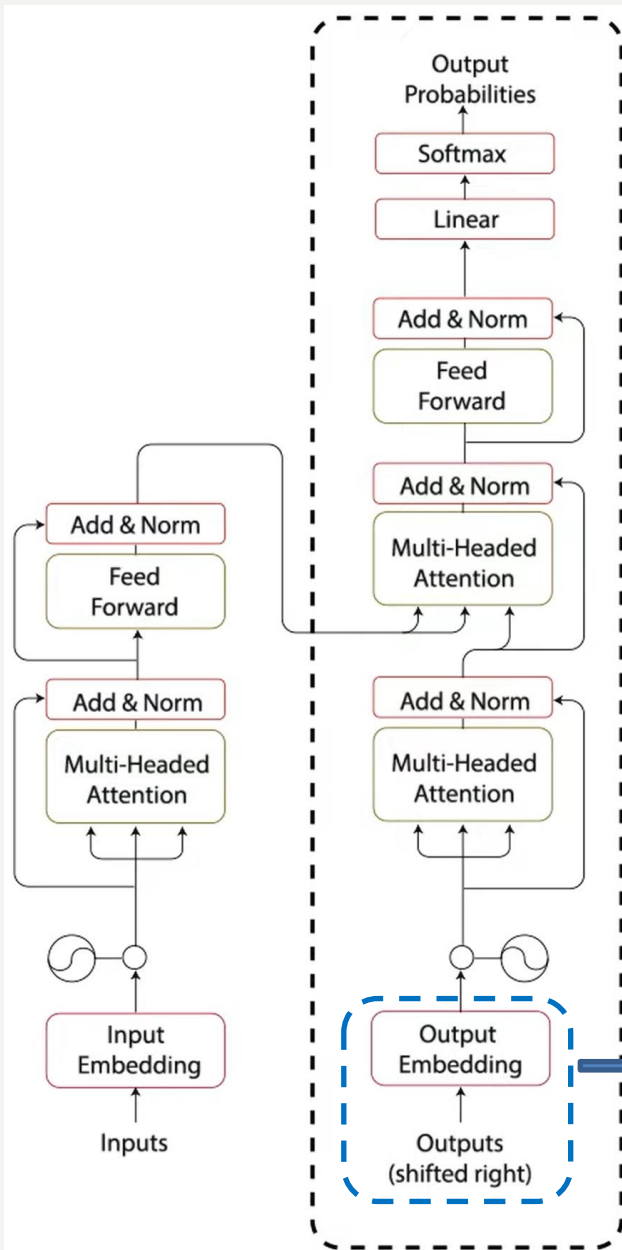 Output
Probabilities
Softmax
Linear
Add & Norm
Feed
Forward
Add & Norm
Multi-Headed
Attention
Add & Norm
Multi-Headed
Attention
Output
Embedding
Outputs
(shifted right)
Add & Norm
Feed
Forward
Add & Norm
Multi-Headed
Attention
Input
Embedding
Inputs